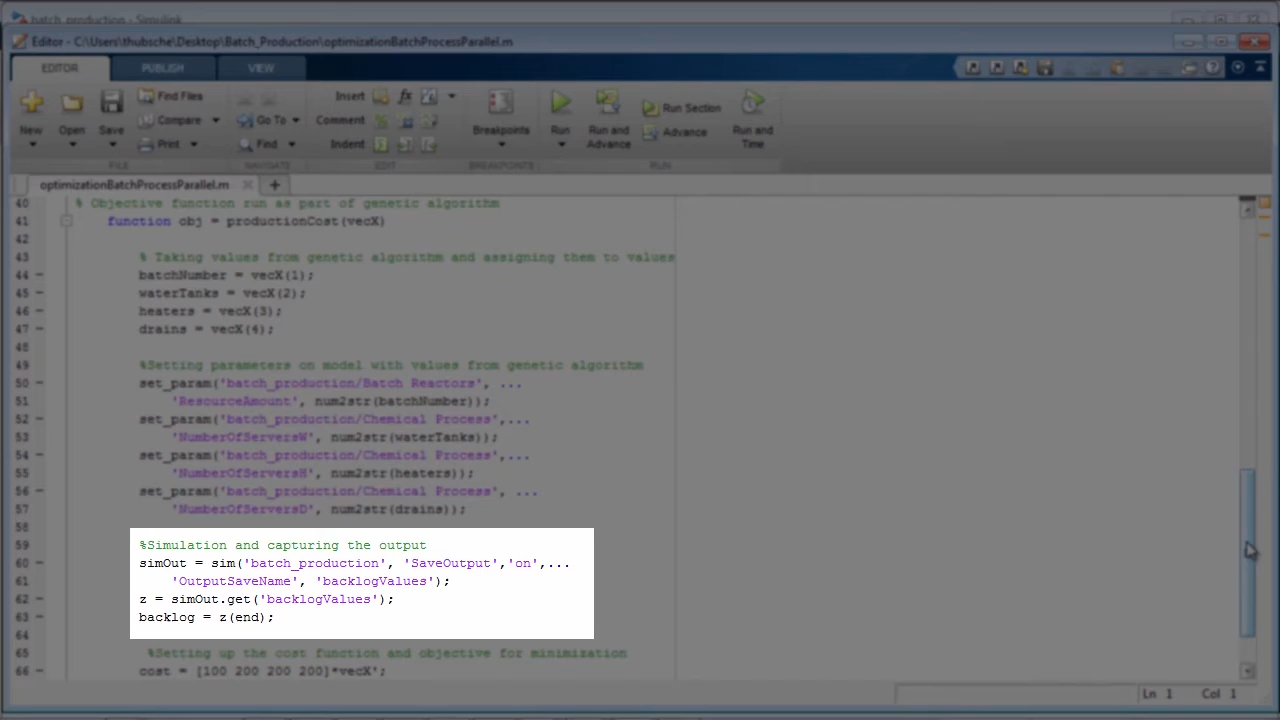 batch_production - Simulink
Editor - C:\Users\thubsche\Desktop\Batch_Production\optimizationBatchProcessParallel.m
EDITOR PUBLISH VIEW
New Open Save Find Files Compare Print Go To Find Insert Comment Indent Breakpoints Run Run and Advance Run Section Advance Run and Time
FILE NAVIGATE EDIT BREAKPOINTS RUN
optimizationBatchProcessParallel.m
40 % Objective function run as part of genetic algorithm
41 function obj = productionCost(vecX)
42
43 % Taking values from genetic algorithm and assigning them to values
44 batchNumber = vecX(1);
45 waterTanks = vecX(2);
46 heaters = vecX(3);
47 drains = vecX(4);
48
49 %Setting parameters on model with values from genetic algorithm
50 set_param('batch_production/Batch Reactors', ...
51 'ResourceAmount', num2str(batchNumber));
52 set_param('batch_production/Chemical Process',...
53 'NumberOfServersW', num2str(waterTanks));
54 set_param('batch_production/Chemical Process',...
55 'NumberOfServersH', num2str(heaters));
56 set_param('batch_production/Chemical Process', ...
57 'NumberOfServersD', num2str(drains));
58
59 %Simulation and capturing the output
60 simOut = sim('batch_production', 'SaveOutput','on',...
61 'OutputSaveName', 'backlogValues');
62 z = simOut.get('backlogValues');
63 backlog = z(end);
64
65 %Setting up the cost function and objective for minimization
66 cost = [100 200 200 200]*vecX';
Ln 1 Col 1